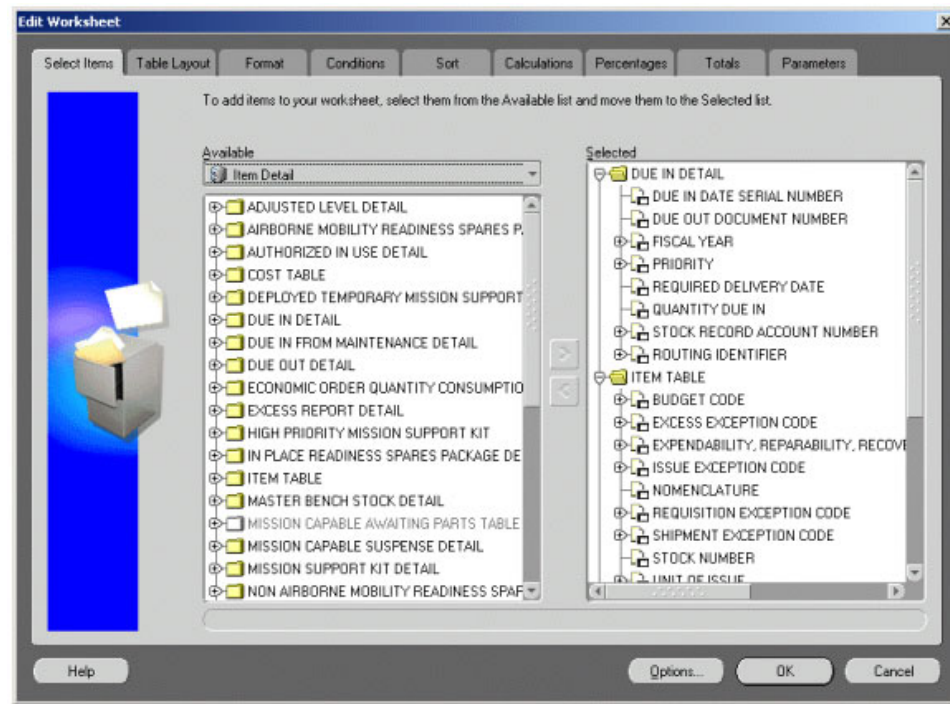 Edit Worksheet
Select Items Table Layout Format Conditions Sort Calculations Percentages Totals Parameters
To add items to your worksheet, select them from the Available list and move them to the Selected list.
Available
Item Detail
ADJUSTED LEVEL DETAIL
AIRBORNE MOBILITY READINESS SPARES P
AUTHORIZED IN USE DETAIL
COST TABLE
DEPLOYED TEMPORARY MISSION SUPPORT
DUE IN DETAIL
DUE IN FROM MAINTENANCE DETAIL
DUE OUT DETAIL
ECONOMIC ORDER QUANTITY CONSUMPTIO
EXCESS REPORT DETAIL
HIGH PRIORITY MISSION SUPPORT KIT
IN PLACE READINESS SPARES PACKAGE DE
ITEM TABLE
MASTER BENCH STOCK DETAIL
MISSION CAPABLE AWAITING PARTS TABLE
MISSION CAPABLE SUSPENSE DETAIL
MISSION SUPPORT KIT DETAIL
NON AIRBORNE MOBILITY READINESS SPAR
>
<
Selected
DUE IN DETAIL
DUE IN DATE SERIAL NUMBER
DUE OUT DOCUMENT NUMBER
FISCAL YEAR
PRIORITY
REQUIRED DELIVERY DATE
QUANTITY DUE IN
STOCK RECORD ACCOUNT NUMBER
ROUTING IDENTIFIER
ITEM TABLE
BUDGET CODE
EXCESS EXCEPTION CODE
EXPENDABILITY, REPARABILITY, RECOVE
ISSUE EXCEPTION CODE
NOMENCLATURE
REQUISITION EXCEPTION CODE
SHIPMENT EXCEPTION CODE
STOCK NUMBER
UNIT OF ISSUE
Help Options... OK Cancel